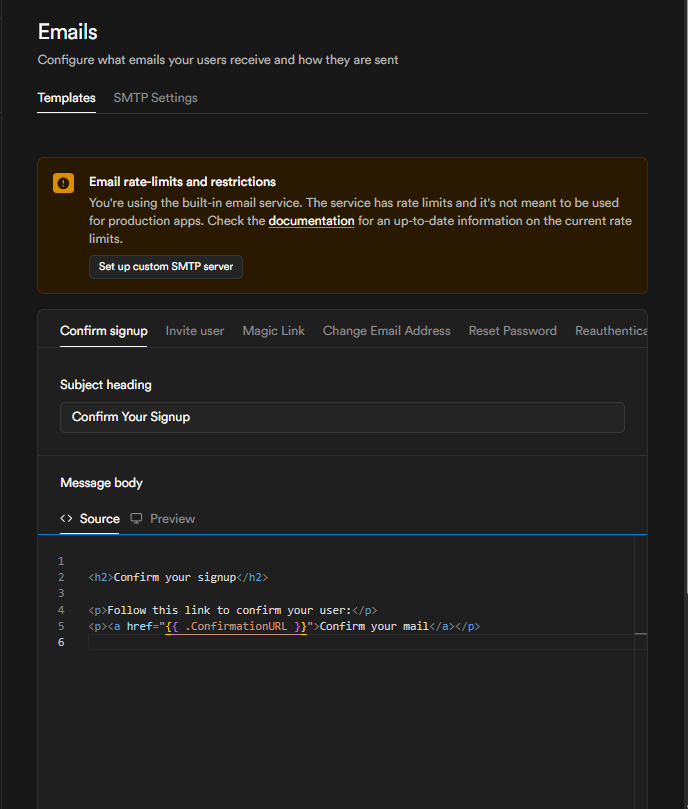 Emails
Configure what emails your users receive and how they are sent
Templates SMTP Settings
Email rate-limits and restrictions
You're using the built-in email service. The service has rate limits and it's not meant to be used
for production apps. Check the documentation for an up-to-date information on the current rate
limits.
Set up custom SMTP server
Confirm signup Invite user Magic Link Change Email Address Reset Password Reauthentica
Subject heading
Confirm Your Signup
Message body
<> Source Preview
1
2 <h2>Confirm your signup</h2>
3
4 <p>Follow this link to confirm your user:</p>
5 <p><a href="{{ .ConfirmationURL }}">Confirm your mail</a></p>
6